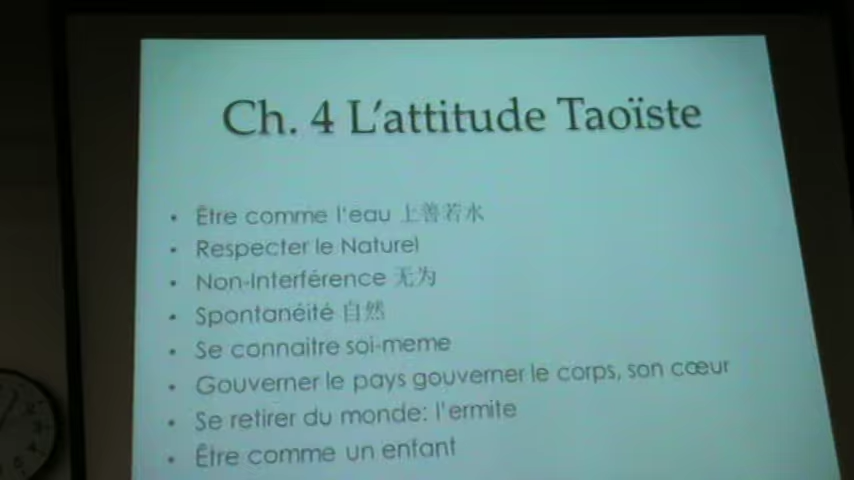 Ch. 4 L'attitude Taoïste
• Être comme l'eau 上善若水
• Respecter le Naturel
• Non-Interférence 无为
• Spontanéité 自然
• Se connaitre soi-meme
• Gouverner le pays gouverner le corps, son cœur
• Se retirer du monde: l'ermite
• Être comme un enfant